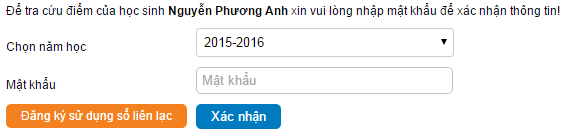 Để tra cứu điểm của học sinh Nguyễn Phương Anh xin vui lòng nhập mật khẩu để xác nhận thông tin!
Chọn năm học 2015-2016
Mật khẩu Mật khẩu
Đăng ký sử dụng sổ liên lạc Xác nhận